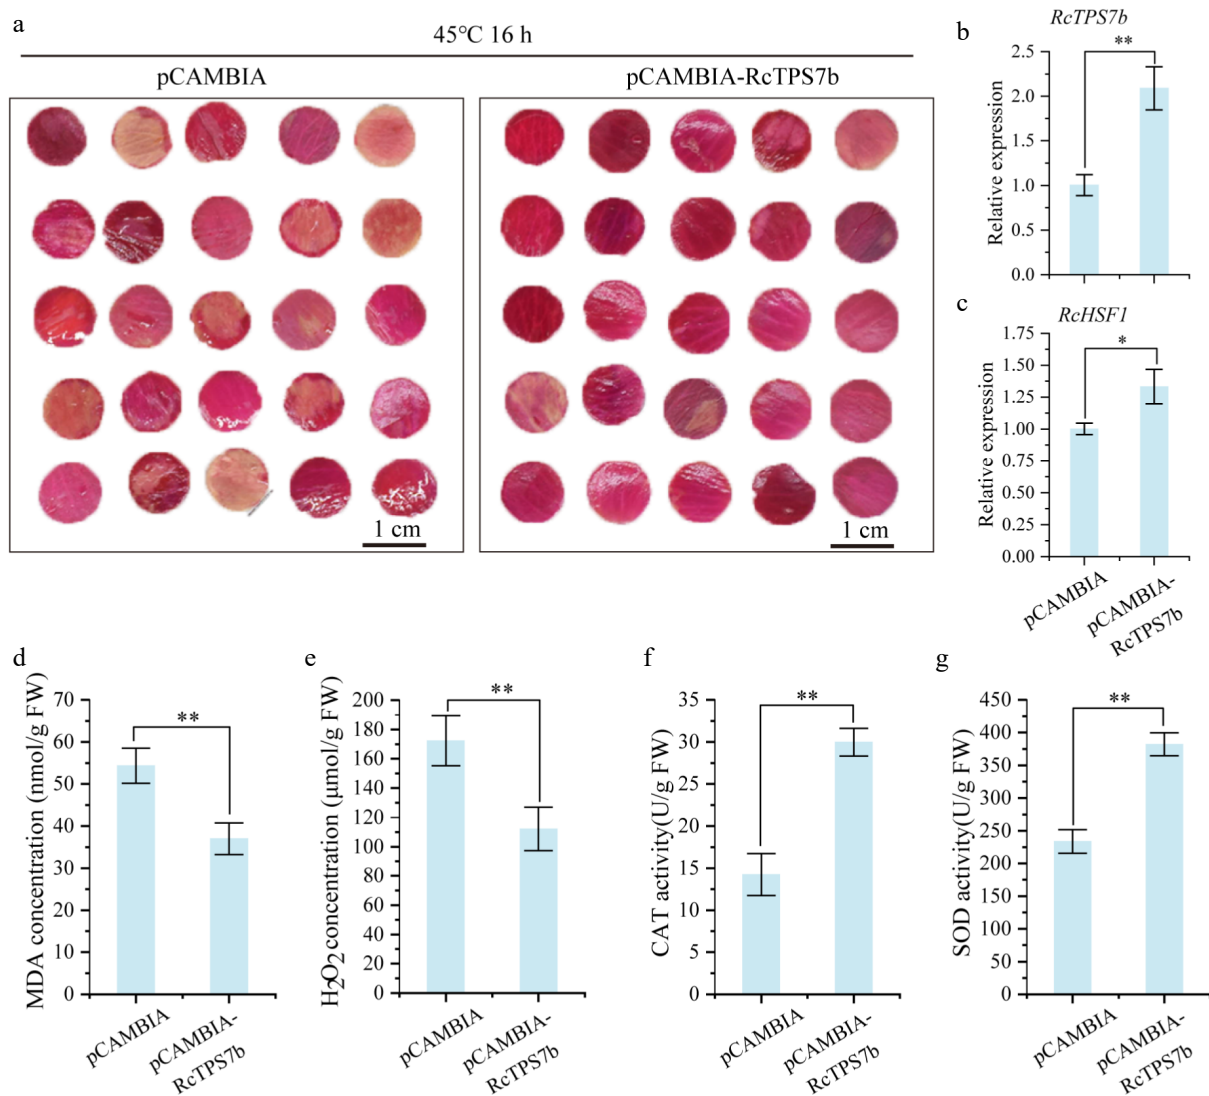 a
45°C 16 h
pCAMBIA
pCAMBIA-RcTPS7b
1 cm
1 cm
b
RcTPS7b
**
2.5
2.0
1.5
1.0
0.5
0.0
Relative expression
c
RcHSF1
*
1.75
1.50
1.25
1.00
0.75
0.50
0.25
0.00
Relative expression
pCAMBIA
pCAMBIA-
RcTPS7b
d
**
70
60
50
40
30
20
10
0
MDA concentration (nmol/g FW)
pCAMBIA
pCAMBIA-
RcTPS7b
e
**
200
180
160
140
120
100
80
60
40
20
0
H₂O₂ concentration (μmol/g FW)
pCAMBIA
pCAMBIA-
RcTPS7b
f
**
35
30
25
20
15
10
5
0
CAT activity(U/g FW)
pCAMBIA
pCAMBIA-
RcTPS7b
g
**
450
400
350
300
250
200
150
100
50
0
SOD activity(U/g FW)
pCAMBIA
pCAMBIA-
RcTPS7b